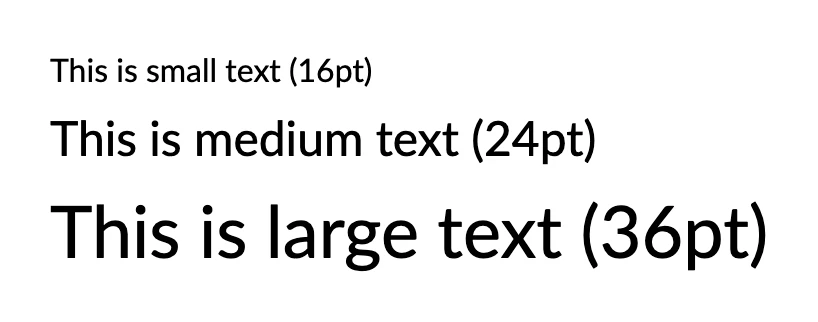 This is small text (16pt)
This is medium text (24pt)
This is large text (36pt)